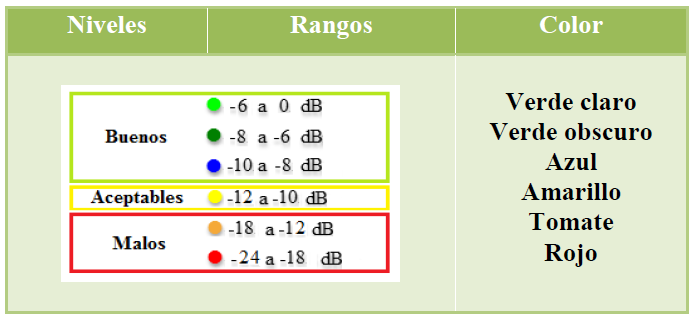 Niveles Rangos Color
Buenos
-6 a 0 dB
-8 a -6 dB
-10 a -8 dB
Aceptables -12 a -10 dB
Malos
-18 a -12 dB
-24 a -18 dB
Verde claro
Verde obscuro
Azul
Amarillo
Tomate
Rojo